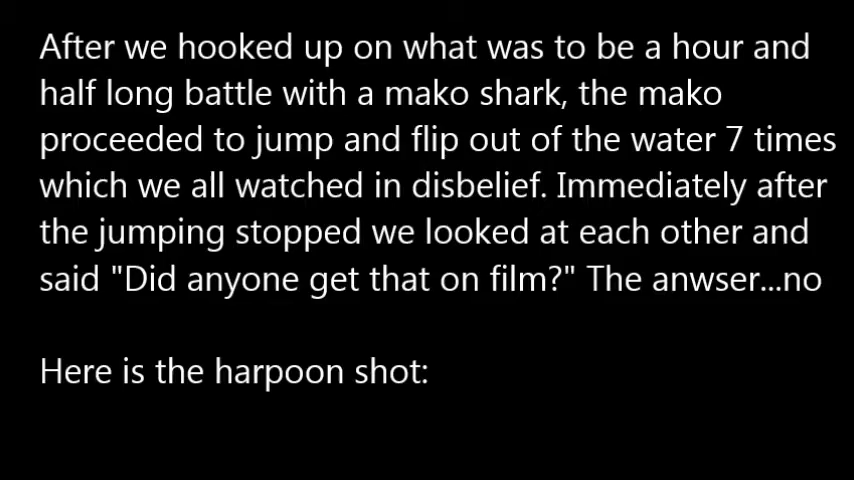 After we hooked up on what was to be a hour and
half long battle with a mako shark, the mako
proceeded to jump and flip out of the water 7 times
which we all watched in disbelief. Immediately after
the jumping stopped we looked at each other and
said "Did anyone get that on film?" The anwser...no
Here is the harpoon shot: